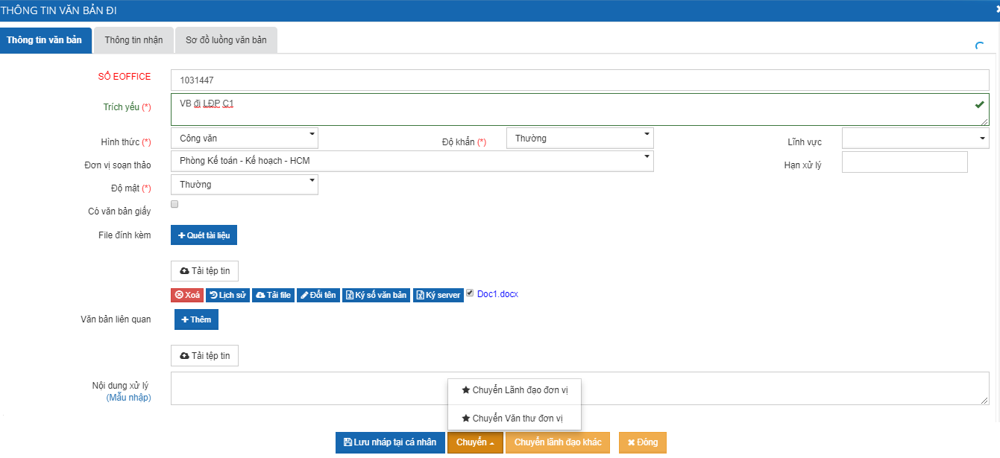 THÔNG TIN VĂN BẢN ĐI
Thông tin văn bản Thông tin nhận Sơ đồ luồng văn bản
SỐ EOFFICE 1031447
Trích yếu (*) VB đi LĐP C1
Hình thức (*) Công văn Độ khẩn (*) Thường Lĩnh vực
Đơn vị soạn thảo Phòng Kế toán - Kế hoạch - HCM Hạn xử lý
Độ mật (*) Thường
Có văn bản giấy
File đính kèm Quét tài liệu
Tải tệp tin
Xoá Lịch sử Tải file Đổi tên Ký số văn bản Ký server Doc1.docx
Văn bản liên quan Thêm
Tải tệp tin
Nội dung xử lý
(Mẫu nhập)
Chuyển Lãnh đạo đơn vị
Chuyển Văn thư đơn vị
Lưu nháp tại cá nhân Chuyển Chuyển lãnh đạo khác Đóng